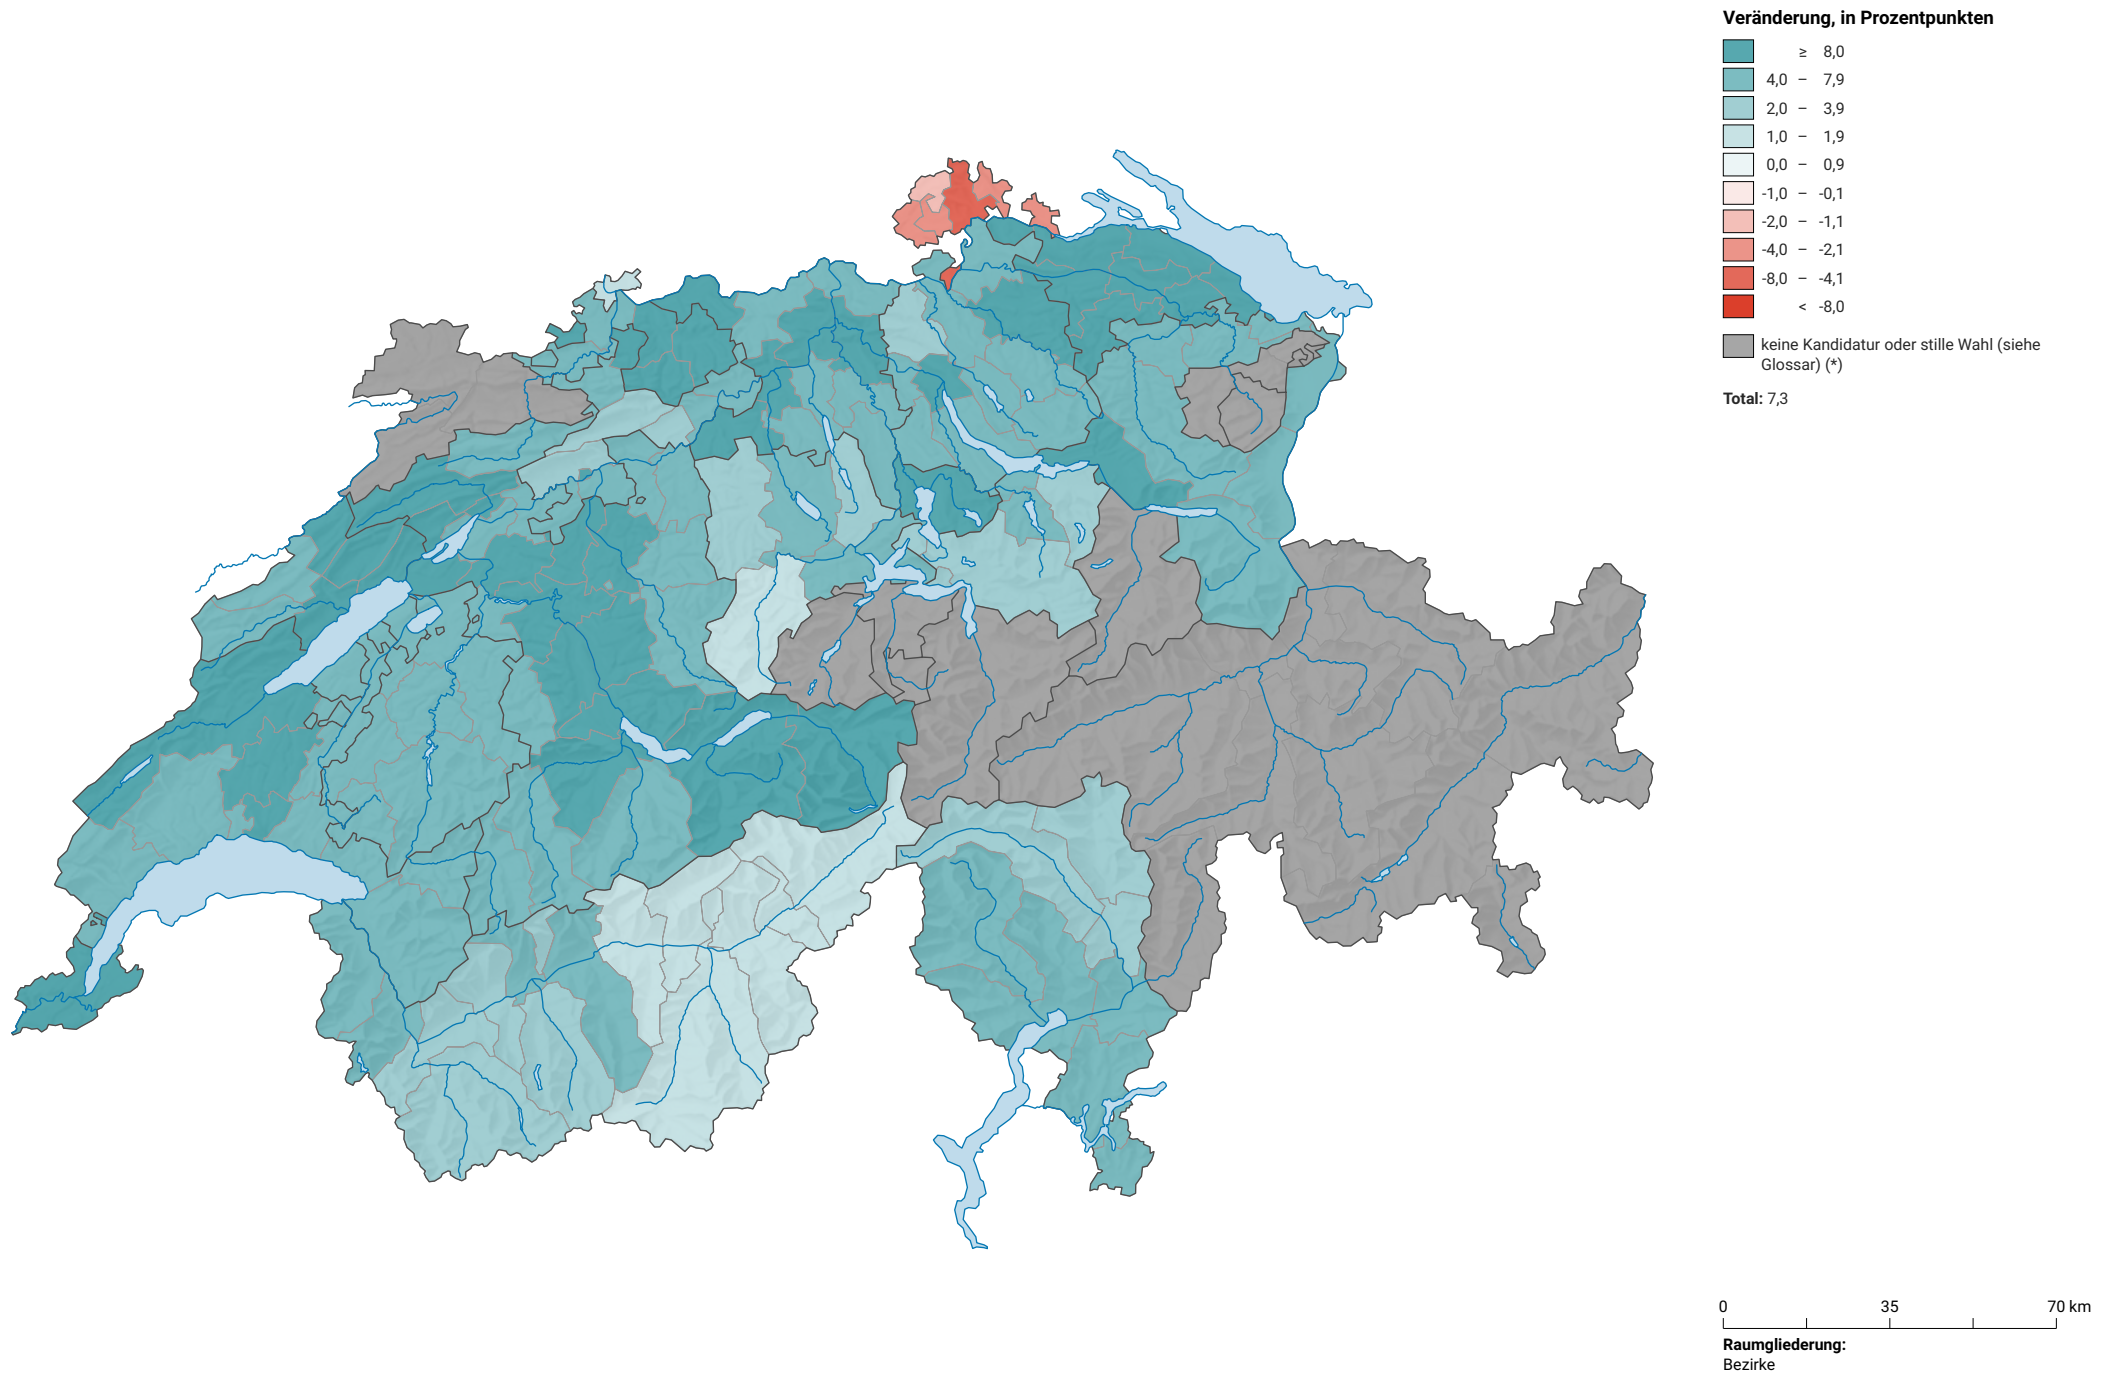 Veränderung, in Prozentpunkten
≥ 8,0
4,0 – 7,9
2,0 – 3,9
1,0 – 1,9
0,0 – 0,9
-1,0 – -0,1
-2,0 – -1,1
-4,0 – -2,1
-8,0 – -4,1
< -8,0
keine Kandidatur oder stille Wahl (siehe
Glossar) (*)
Total: 7,3
0 35 70 km
Raumgliederung:
Bezirke